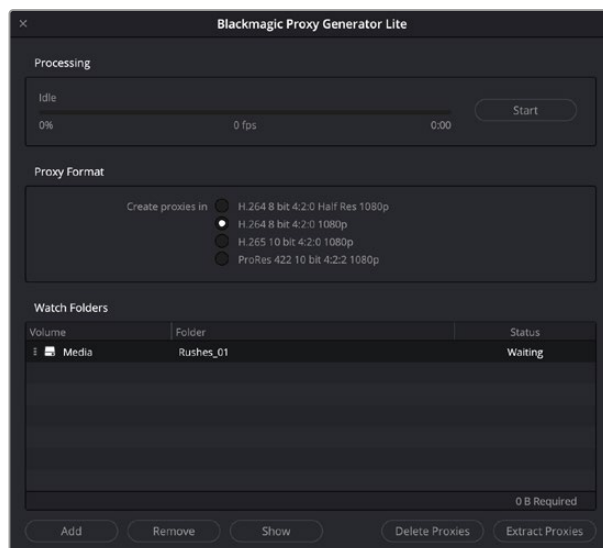 Blackmagic Proxy Generator Lite
Processing
Idle
0% 0 fps 0:00
Start
Proxy Format
Create proxies in H.264 8 bit 4:2:0 Half Res 1080p
H.264 8 bit 4:2:0 1080p
H.265 10 bit 4:2:0 1080p
ProRes 422 10 bit 4:2:2 1080p
Watch Folders
Volume Folder Status
Media Rushes_01 Waiting
0 B Required
Add Remove Show Delete Proxies Extract Proxies